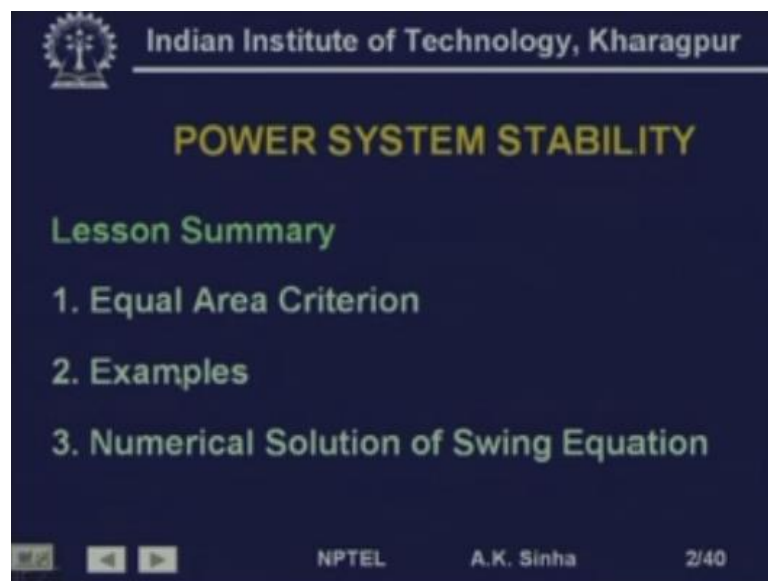 Indian Institute of Technology, Kharagpur
POWER SYSTEM STABILITY
Lesson Summary
1. Equal Area Criterion
2. Examples
3. Numerical Solution of Swing Equation
NPTEL A.K. Sinha 2/40